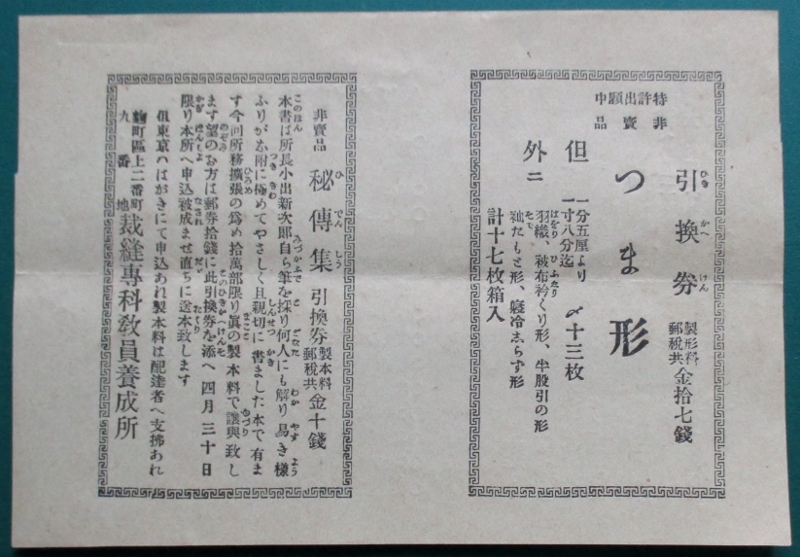 特許出願中
非賣品
引換券
製形料
郵税共
金拾七錢
つま形
但
一分五厘より
一寸八分迄
〆十三枚
外ニ
羽織、被布衿くり形、半股引の形
袖たもと形、寝冷志らず形
計十七枚箱入
非賣品
秘傳集
引換券
製本料
郵税共
金十錢
本書は所長小出新次郎自ら筆を採り何人にも解り易き樣
ふりがな附に極めてやさしく且親切に書ました本で有ま
す今回所務擴張の爲め拾萬部限り眞の製本料で讓與致し
ます望のお方は郵券拾錢に此引換券を添へ四月三十日
限り本所へ申込被成ませ直ちに送本致します
但東京ハはがきにて申込あれ製本料は配達者へ支拂あれ
麹町區上二番町
九番地
裁縫專科敎員養成所